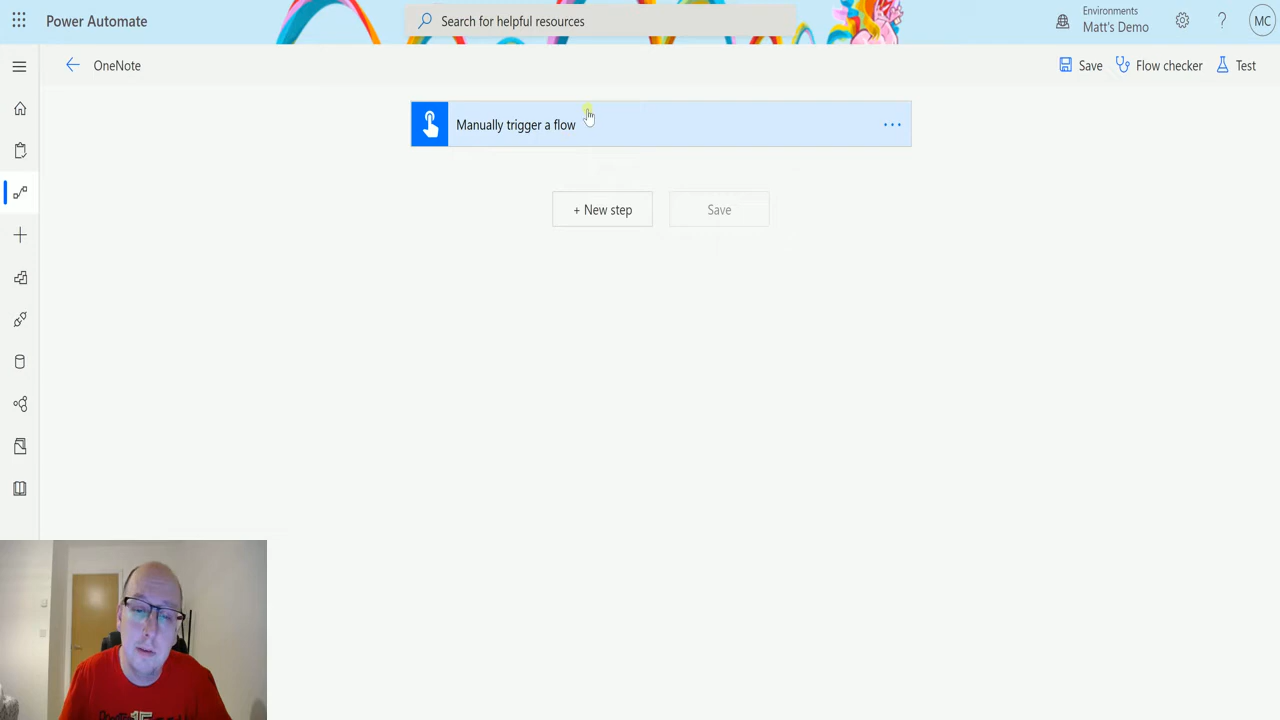 Power Automate
Search for helpful resources
Environments
Matt's Demo
MC
OneNote
Save
Flow checker
Test
Manually trigger a flow
+ New step
Save